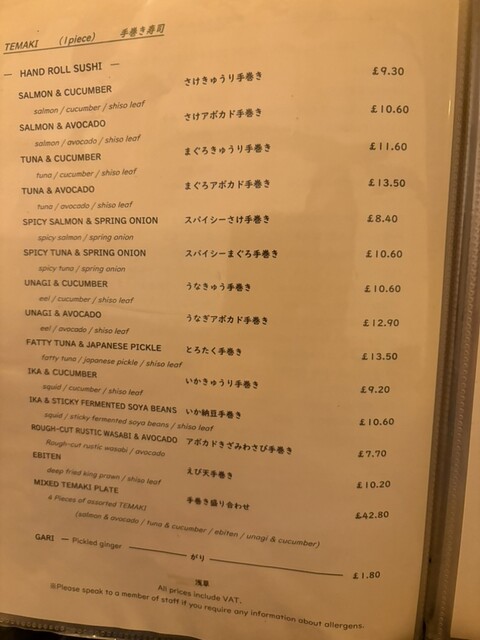 TEMAKI (1piece) 手巻き寿司
— HAND ROLL SUSHI —
SALMON & CUCUMBER さけきゅうり手巻き £9.30
salmon / cucumber / shiso leaf
SALMON & AVOCADO さけアボカド手巻き £10.60
salmon / avocado / shiso leaf
TUNA & CUCUMBER まぐろきゅうり手巻き £11.60
tuna / cucumber / shiso leaf
TUNA & AVOCADO まぐろアボカド手巻き £13.50
tuna / avocado / shiso leaf
SPICY SALMON & SPRING ONION スパイシーさけ手巻き £8.40
spicy salmon / spring onion
SPICY TUNA & SPRING ONION スパイシーまぐろ手巻き £10.60
spicy tuna / spring onion
UNAGI & CUCUMBER うなきゅう手巻き £10.60
eel / cucumber / shiso leaf
UNAGI & AVOCADO うなぎアボカド手巻き £12.90
eel / avocado / shiso leaf
FATTY TUNA & JAPANESE PICKLE とろたく手巻き £13.50
fatty tuna / japanese pickle / shiso leaf
IKA & CUCUMBER いかきゅうり手巻き £9.20
squid / cucumber / shiso leaf
IKA & STICKY FERMENTED SOYA BEANS いか納豆手巻き £10.60
squid / sticky fermented soya beans / shiso leaf
ROUGH-CUT RUSTIC WASABI & AVOCADO アボカドきざみわさび手巻き £7.70
Rough-cut rustic wasabi / avocado
EBITEN えび天手巻き £10.20
deep fried king prawn / shiso leaf
MIXED TEMAKI PLATE 手巻き盛り合わせ £42.80
4 Pieces of assorted TEMAKI
(salmon & avocado / tuna & cucumber / ebiten / unagi & cucumber)
GARI — Pickled ginger がり £1.80
浅草
All prices include VAT.
※Please speak to a member of staff if you require any information about allergens.